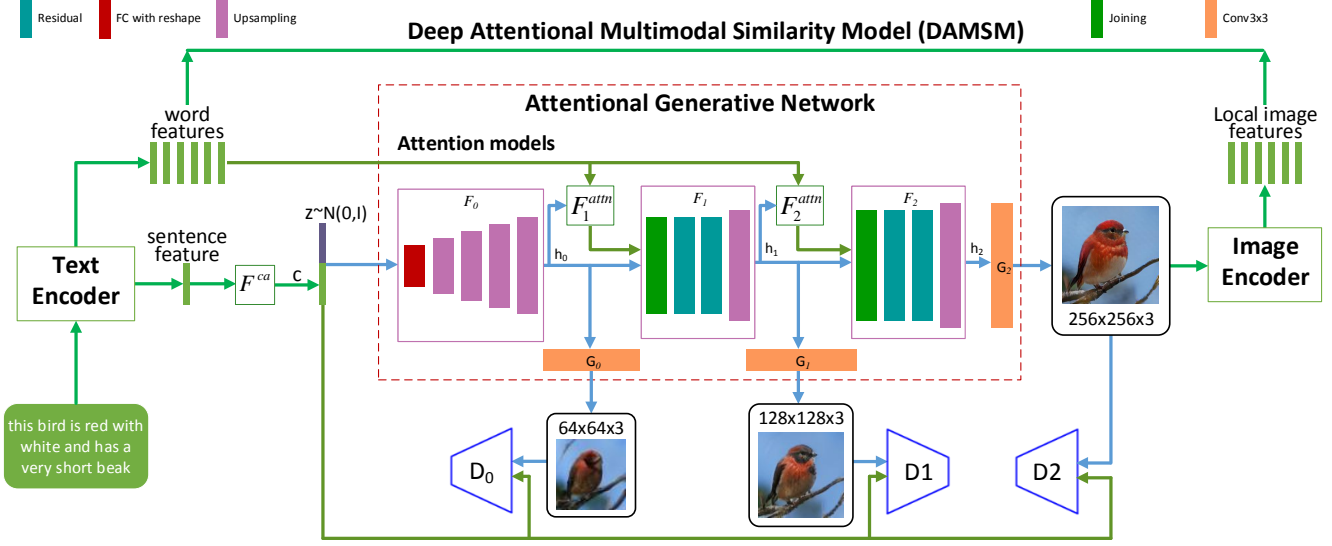 Residual
FC with reshape
Upsampling
Joining
Conv3x3
Deep Attentional Multimodal Similarity Model (DAMSM)
Attentional Generative Network
word
features
Local image
features
Attention models
z~N(0,I)
F₀
F₁ᵃᵗᵗⁿ
F₁
F₂ᵃᵗᵗⁿ
F₂
sentence
feature
Text
Encoder
F ᶜᵃ
c
h₀
h₁
h₂
G₂
Image
Encoder
256x256x3
G₀
G₁
this bird is red with
white and has a
very short beak
64x64x3
128x128x3
D₀
D1
D2